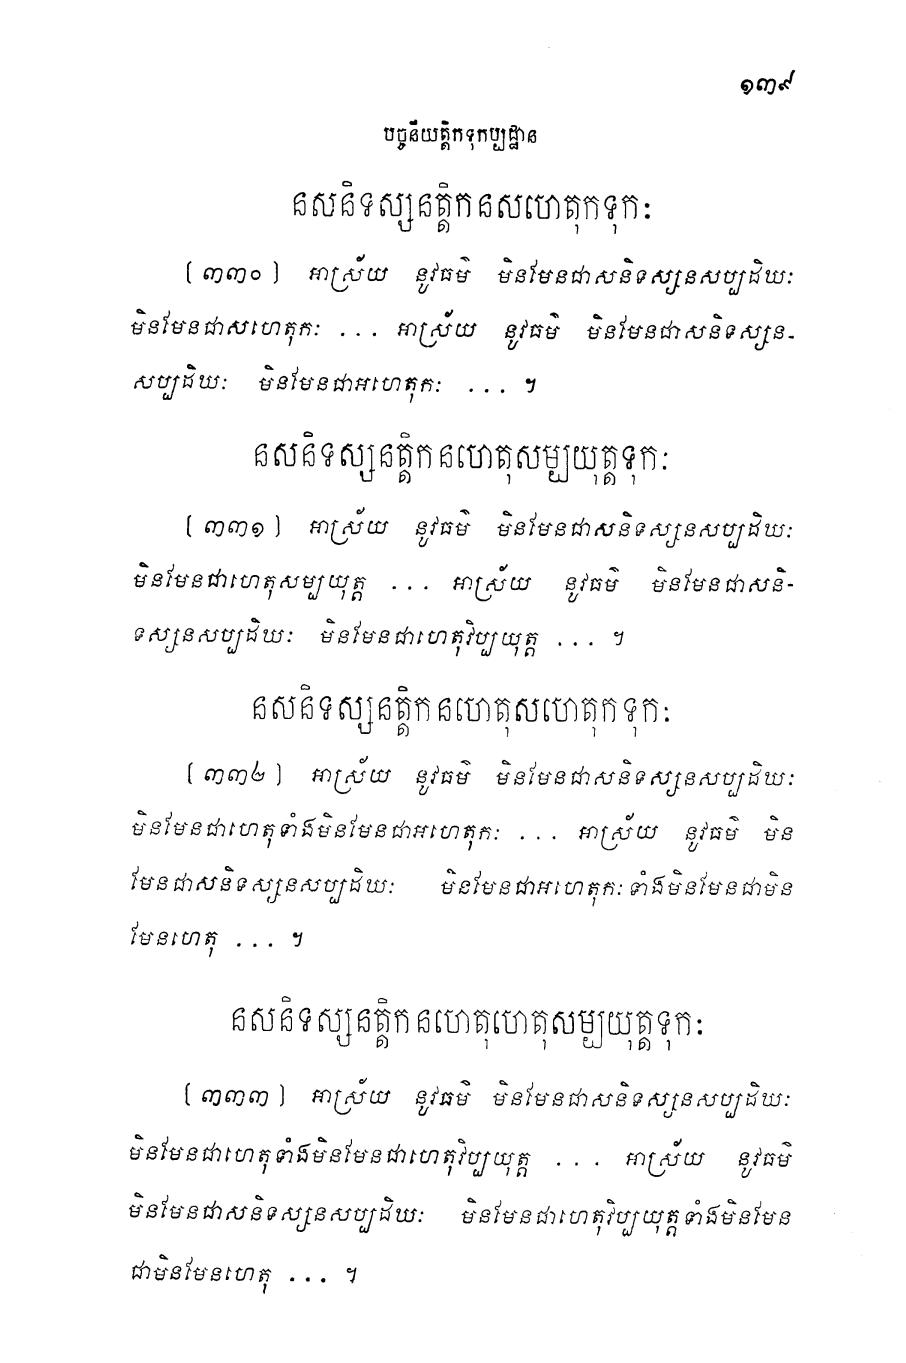 ១៣៩
បច្ចនីយត្តិកទុកប្បដ្ឋាន
នសនិទស្សនត្តិកនសហេតុកទុកៈ
(៣៣០) អាស្រ័យ នូវធម៌ មិនមែនជាសនិទស្សនសប្បដិឃៈ
មិនមែនជាសហេតុកៈ ... អាស្រ័យ នូវធម៌ មិនមែនជាសនិទស្សន-
សប្បដិឃៈ មិនមែនជាអហេតុកៈ ... ។
នសនិទស្សនត្តិកនហេតុសម្បយុត្តទុកៈ
(៣៣១) អាស្រ័យ នូវធម៌ មិនមែនជាសនិទស្សនសប្បដិឃៈ
មិនមែនជាហេតុសម្បយុត្ត ... អាស្រ័យ នូវធម៌ មិនមែនជាសនិ-
ទស្សនសប្បដិឃៈ មិនមែនជាហេតុវិប្បយុត្ត ... ។
នសនិទស្សនត្តិកនហេតុសហេតុកទុកៈ
(៣៣២) អាស្រ័យ នូវធម៌ មិនមែនជាសនិទស្សនសប្បដិឃៈ
មិនមែនជាហេតុទាំងមិនមែនជាអហេតុកៈ ... អាស្រ័យ នូវធម៌ មិន
មែនជាសនិទស្សនសប្បដិឃៈ មិនមែនជាអហេតុកៈទាំងមិនមែនជាមិន
មែនហេតុ ... ។
នសនិទស្សនត្តិកនហេតុហេតុសម្បយុត្តទុកៈ
(៣៣៣) អាស្រ័យ នូវធម៌ មិនមែនជាសនិទស្សនសប្បដិឃៈ
មិនមែនជាហេតុទាំងមិនមែនជាហេតុវិប្បយុត្ត ... អាស្រ័យ នូវធម៌
មិនមែនជាសនិទស្សនសប្បដិឃៈ មិនមែនជាហេតុវិប្បយុត្តទាំងមិនមែន
ជាមិនមែនហេតុ ... ។